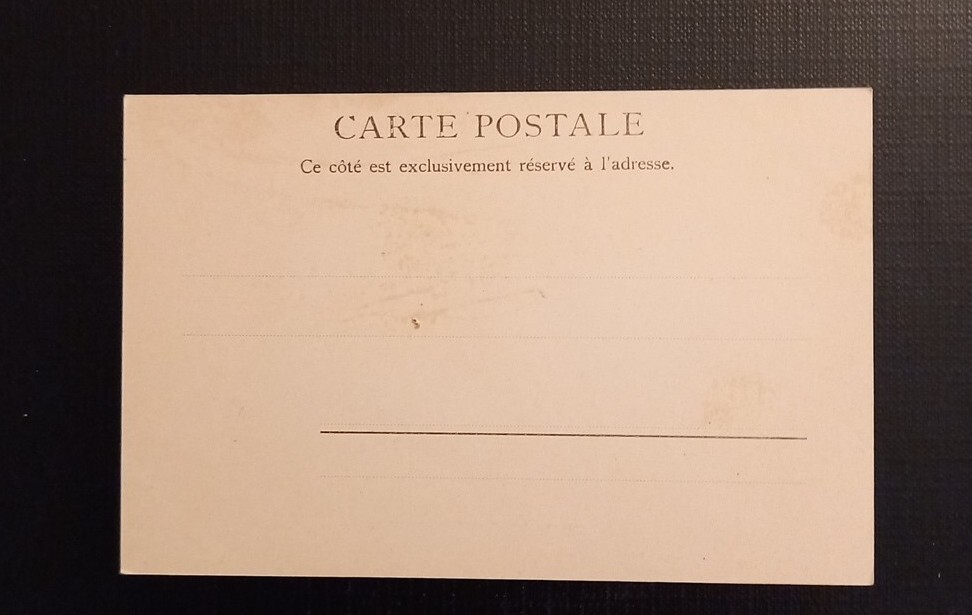 CARTE POSTALE
Ce côté est exclusivement réservé à l'adresse.